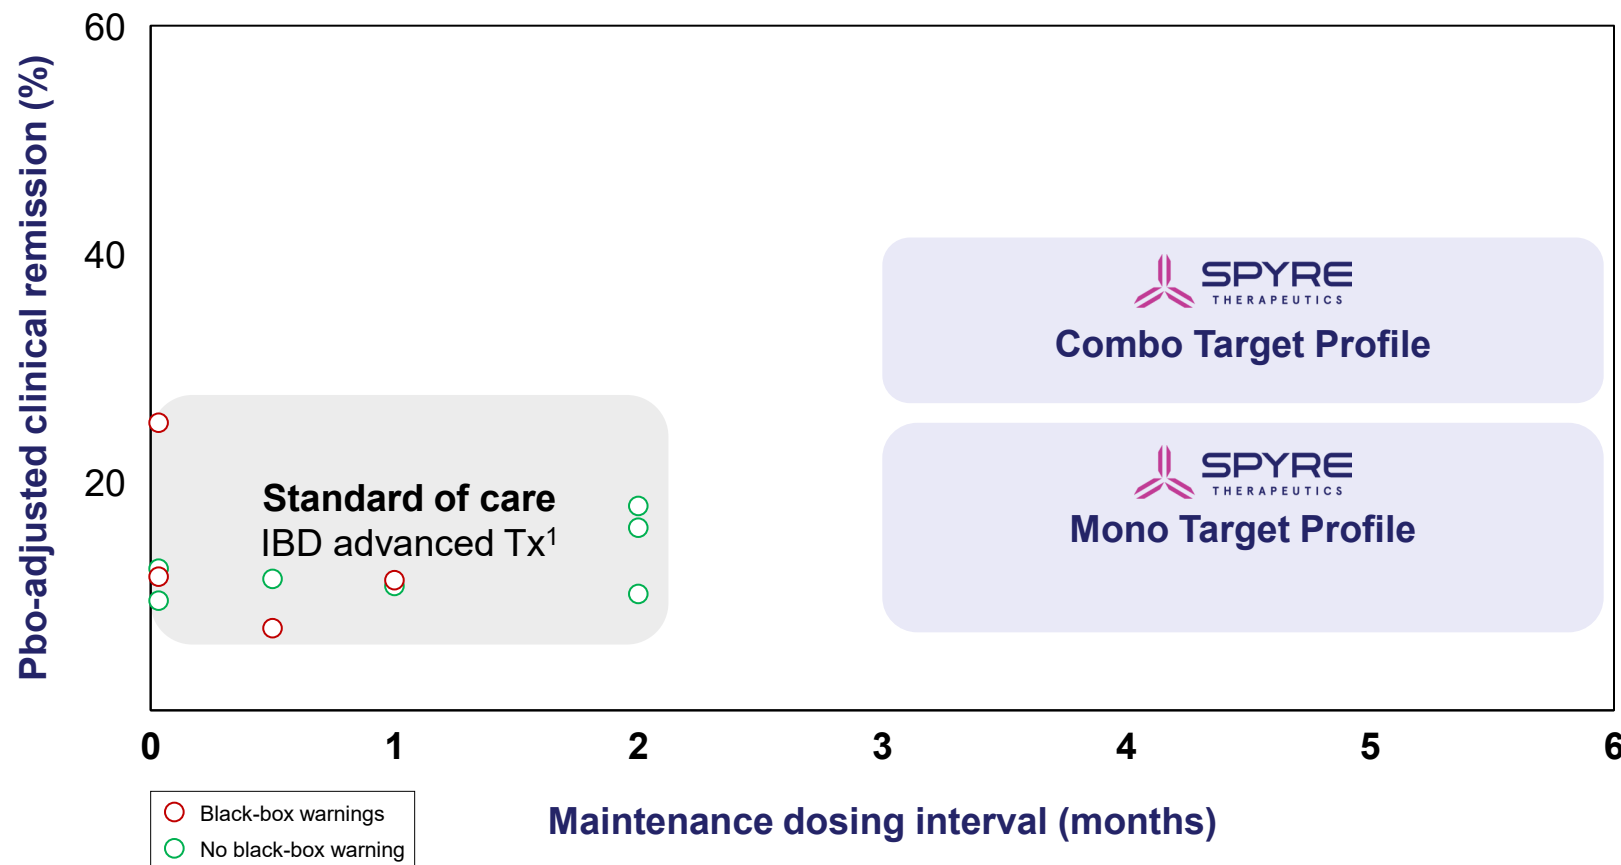 60
40
20
Pbo-adjusted clinical remission (%)
SPYRE
THERAPEUTICS
Combo Target Profile
SPYRE
THERAPEUTICS
Mono Target Profile
Standard of care
IBD advanced Tx¹
0 1 2 3 4 5 6
Maintenance dosing interval (months)
Black-box warnings
No black-box warning